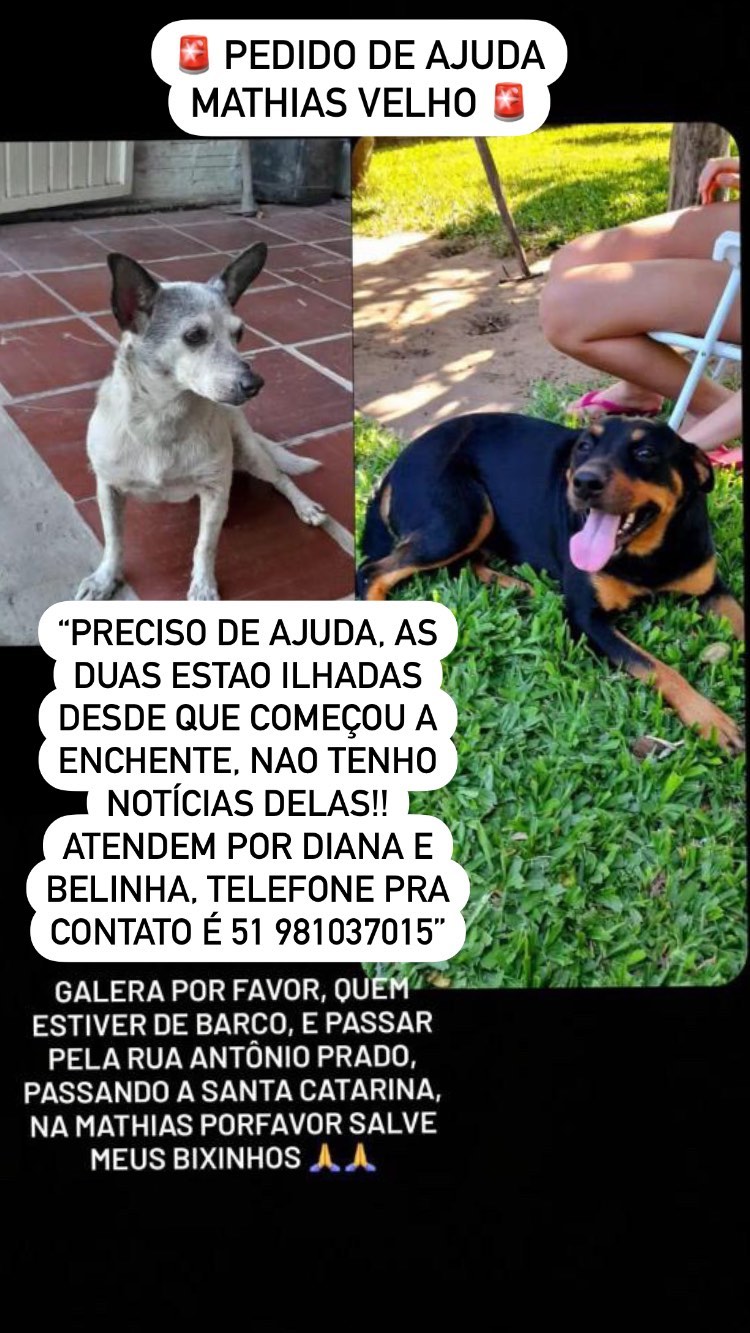 🚨 PEDIDO DE AJUDA
MATHIAS VELHO 🚨
“PRECISO DE AJUDA, AS
DUAS ESTAO ILHADAS
DESDE QUE COMEÇOU A
ENCHENTE, NAO TENHO
NOTÍCIAS DELAS!!
ATENDEM POR DIANA E
BELINHA, TELEFONE PRA
CONTATO É 51 981037015”
GALERA POR FAVOR, QUEM
ESTIVER DE BARCO, E PASSAR
PELA RUA ANTÔNIO PRADO,
PASSANDO A SANTA CATARINA,
NA MATHIAS PORFAVOR SALVE
MEUS BIXINHOS 🙏🙏